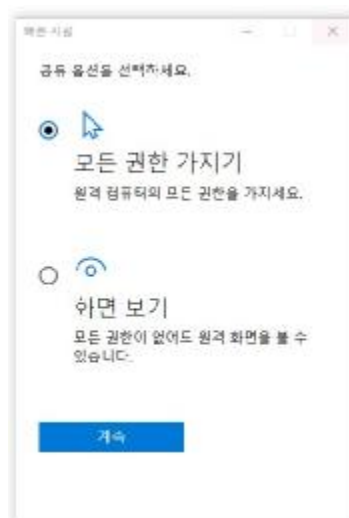 빠른 지원
공유 옵션을 선택하세요.
모든 권한 가지기
원격 컴퓨터의 모든 권한을 가지세요.
화면 보기
모든 권한이 없어도 원격 화면을 볼 수
있습니다.
계속